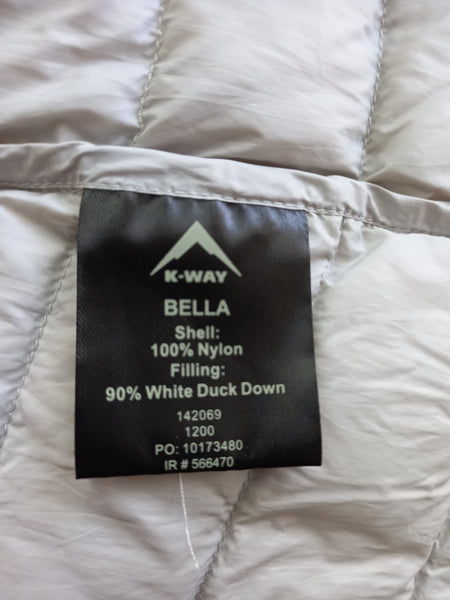 K-WAY
BELLA
Shell:
100% Nylon
Filling:
90% White Duck Down
142069
1200
PO: 10173480
IR # 566470